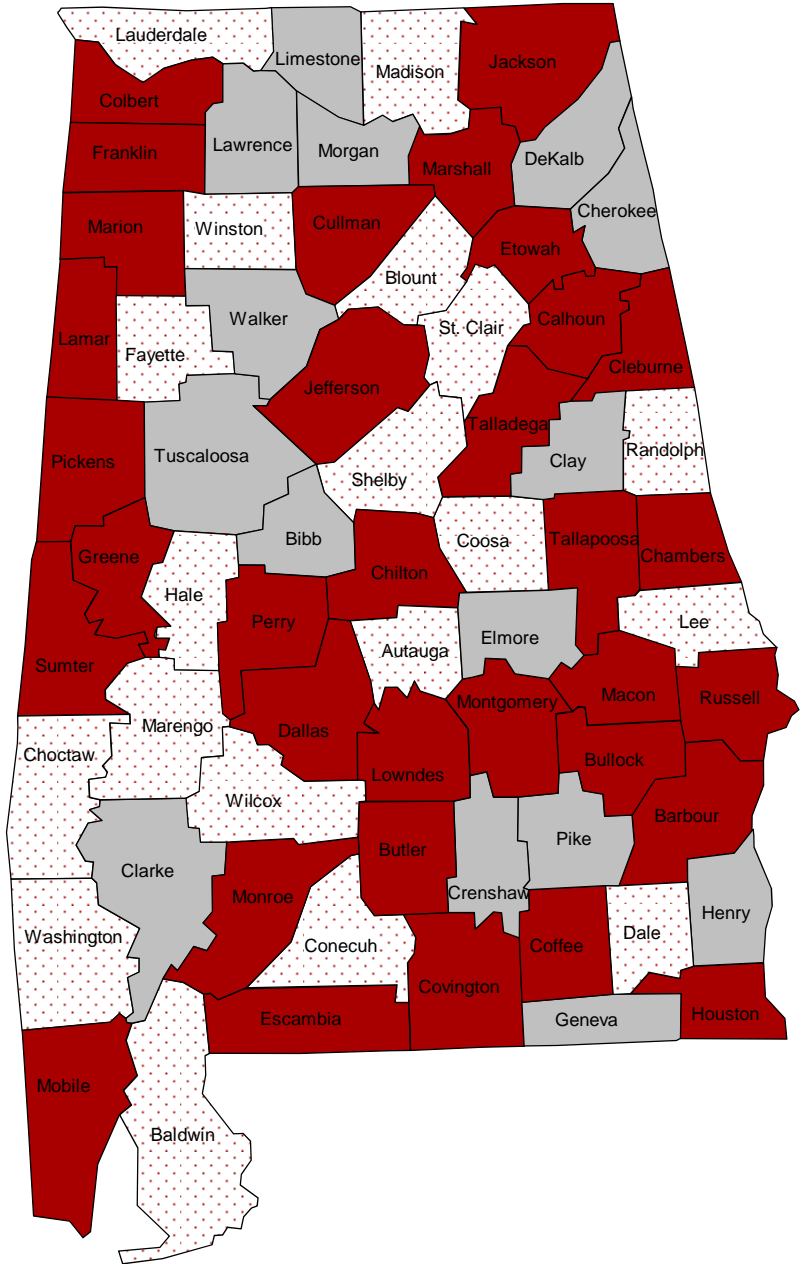 Lauderdale
Limestone
Madison
Jackson
Colbert
Franklin
Lawrence
Morgan
Marshall
DeKalb
Cherokee
Marion
Winston
Cullman
Etowah
Blount
Walker
St. Clair
Calhoun
Lamar
Fayette
Jefferson
Cleburne
Talladega
Pickens
Tuscaloosa
Shelby
Clay
Randolph
Greene
Bibb
Coosa
Tallapoosa
Chambers
Hale
Chilton
Perry
Lee
Elmore
Autauga
Sumter
Macon
Russell
Montgomery
Marengo
Dallas
Choctaw
Bullock
Lowndes
Wilcox
Barbour
Pike
Butler
Clarke
Monroe
Crenshaw
Henry
Washington
Conecuh
Coffee
Dale
Covington
Escambia
Geneva
Houston
Mobile
Baldwin